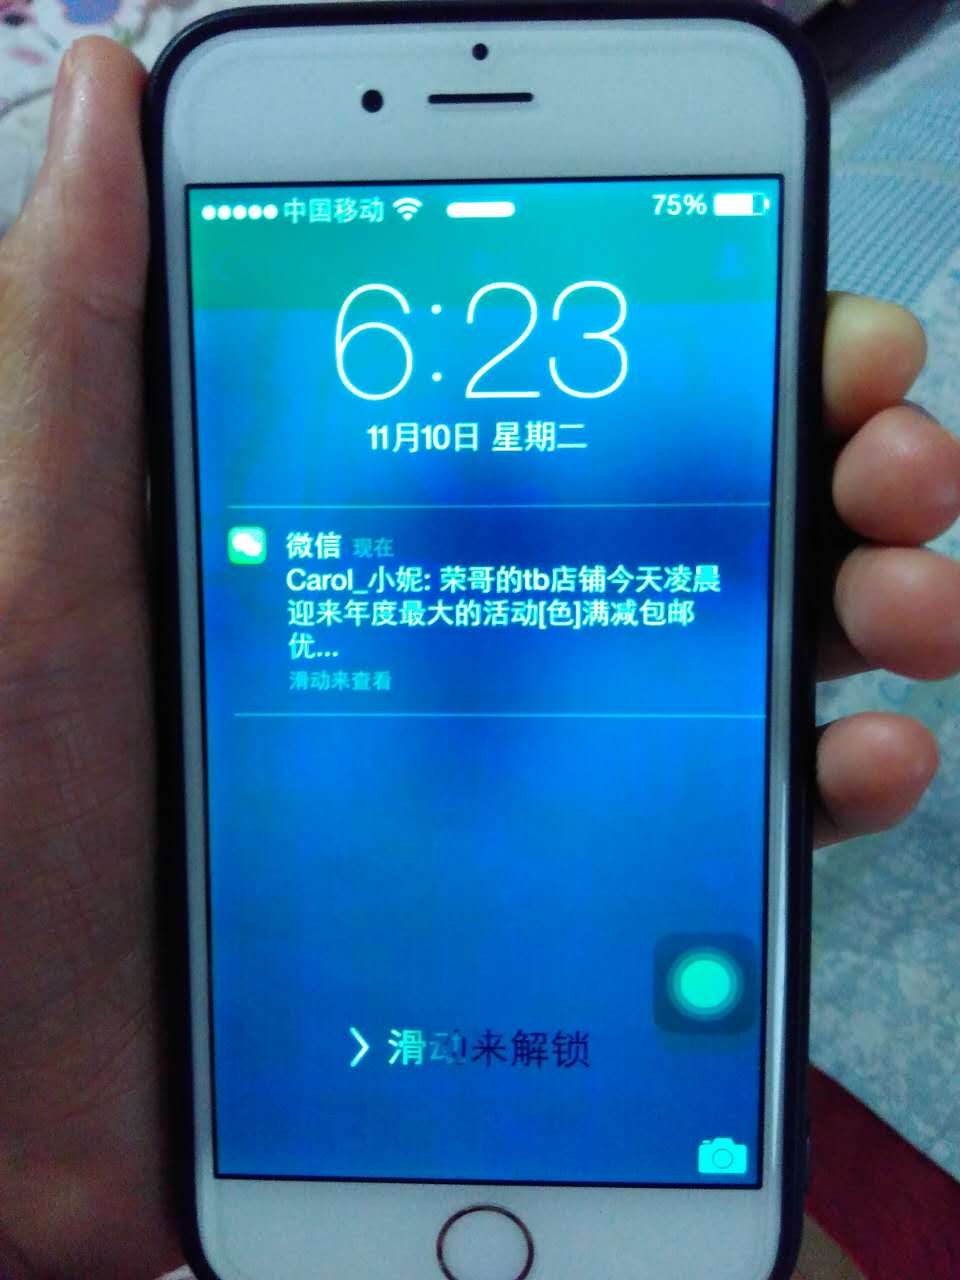 中国移动 75%
6:23
11月10日 星期二
微信 现在
Carol_小妮: 荣哥的tb店铺今天凌晨
迎来年度最大的活动[色]满减包邮
优...
滑动来查看
滑动来解锁